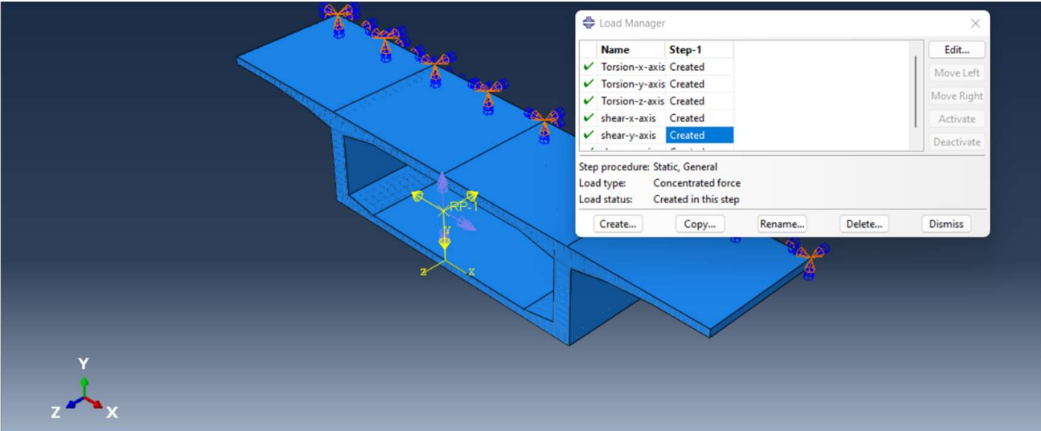 Load Manager
Name Step-1
Edit...
Torsion-x-axis Created
Move Left
Torsion-y-axis Created
Move Right
Torsion-z-axis Created
shear-x-axis Created
Activate
shear-y-axis Created
Deactivate
Step procedure: Static, General
Load type: Concentrated force
Load status: Created in this step
Create... Copy... Rename... Delete... Dismiss
RP-1
Y
Z X
Y
Z X